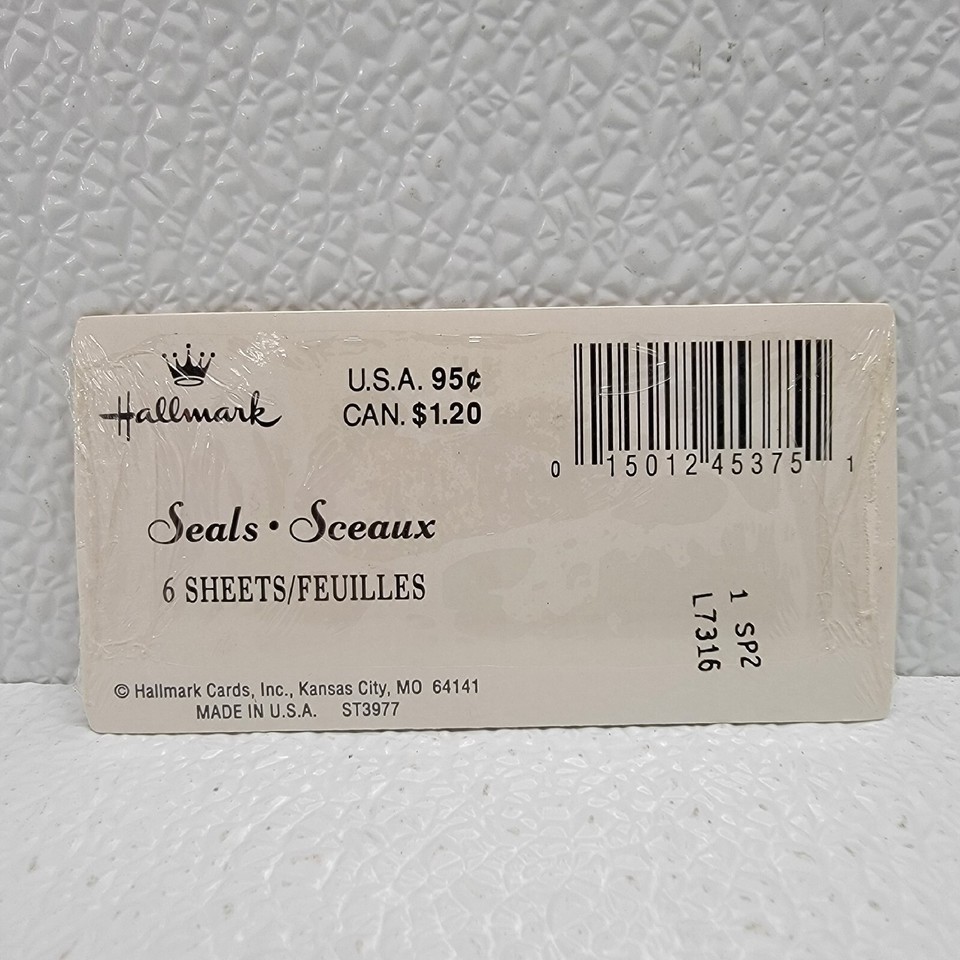 Hallmark
U.S.A. 95¢
CAN. $1.20
0 15012 45375 1
Seals • Sceaux
6 SHEETS/FEUILLES
1 SP2
L7316
© Hallmark Cards, Inc., Kansas City, MO 64141
MADE IN U.S.A. ST3977